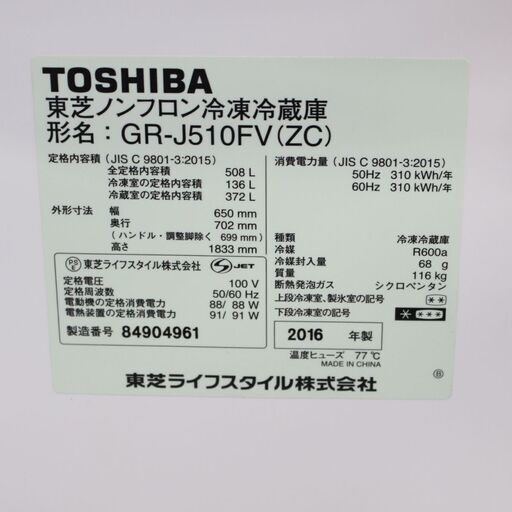 TOSHIBA
東芝ノンフロン冷凍冷蔵庫
形名：GR-J510FV(ZC)
定格内容積（JIS C 9801-3:2015）
全定格内容積 508 L
冷凍室の定格内容積 136 L
冷蔵室の定格内容積 372 L
外形寸法 幅 650 mm
奥行 702 mm
（ハンドル・調整脚除く 699 mm）
高さ 1833 mm
PS E 東芝ライフスタイル株式会社 S JET
定格電圧 100 V
定格周波数 50/60 Hz
電動機の定格消費電力 88/ 88 W
電熱装置の定格消費電力 91/ 91 W
製造番号 84904961
消費電力量（JIS C 9801-3:2015）
50Hz 310 kWh/年
60Hz 310 kWh/年
種類 冷凍冷蔵庫
冷媒 R600a
冷媒封入量 68 g
質量 116 kg
断熱発泡ガス シクロペンタン
上段冷凍室、製氷室の記号 **
下段冷凍室の記号 ****
2016 年製
温度ヒューズ 77 ℃
MADE IN CHINA
東芝ライフスタイル株式会社
Ⓑ